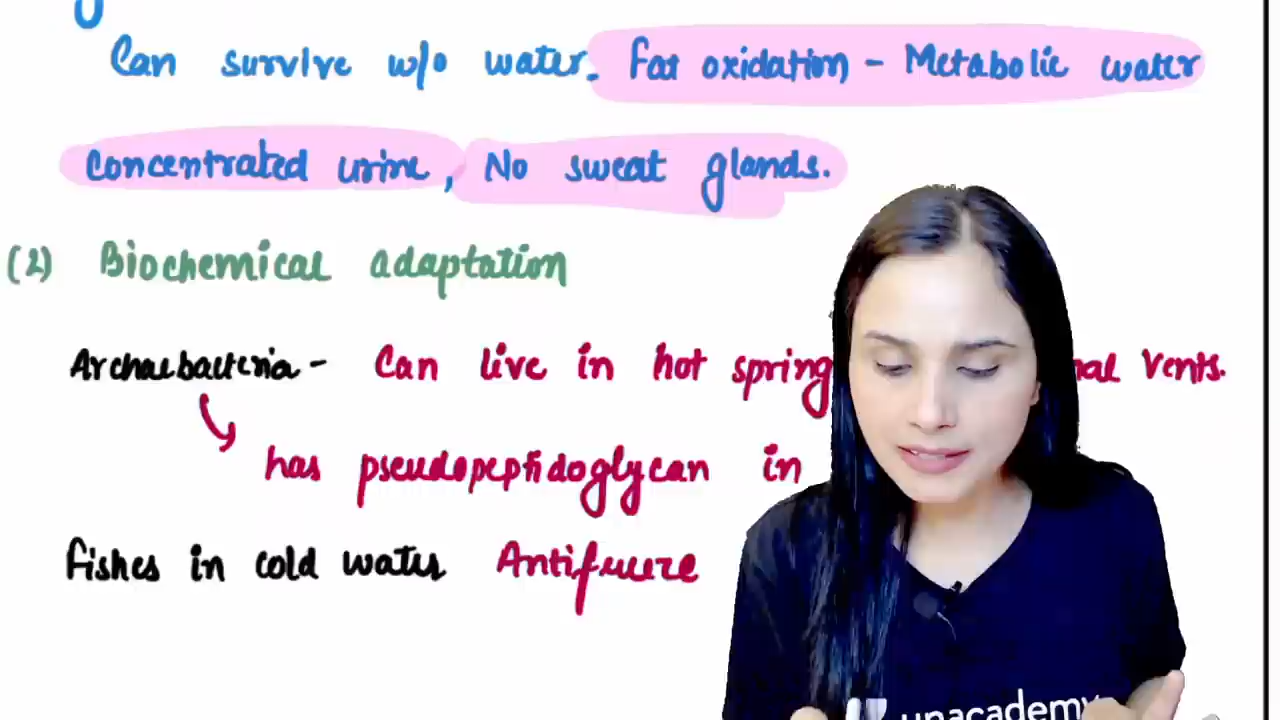 Can survive w/o water. Fat oxidation - Metabolic water
Concentrated urine, No sweat glands.
(2) Biochemical adaptation
Archaebacteria - Can live in hot spring vents.
has pseudopeptidoglycan in
Fishes in cold water Antifreeze
unacademy